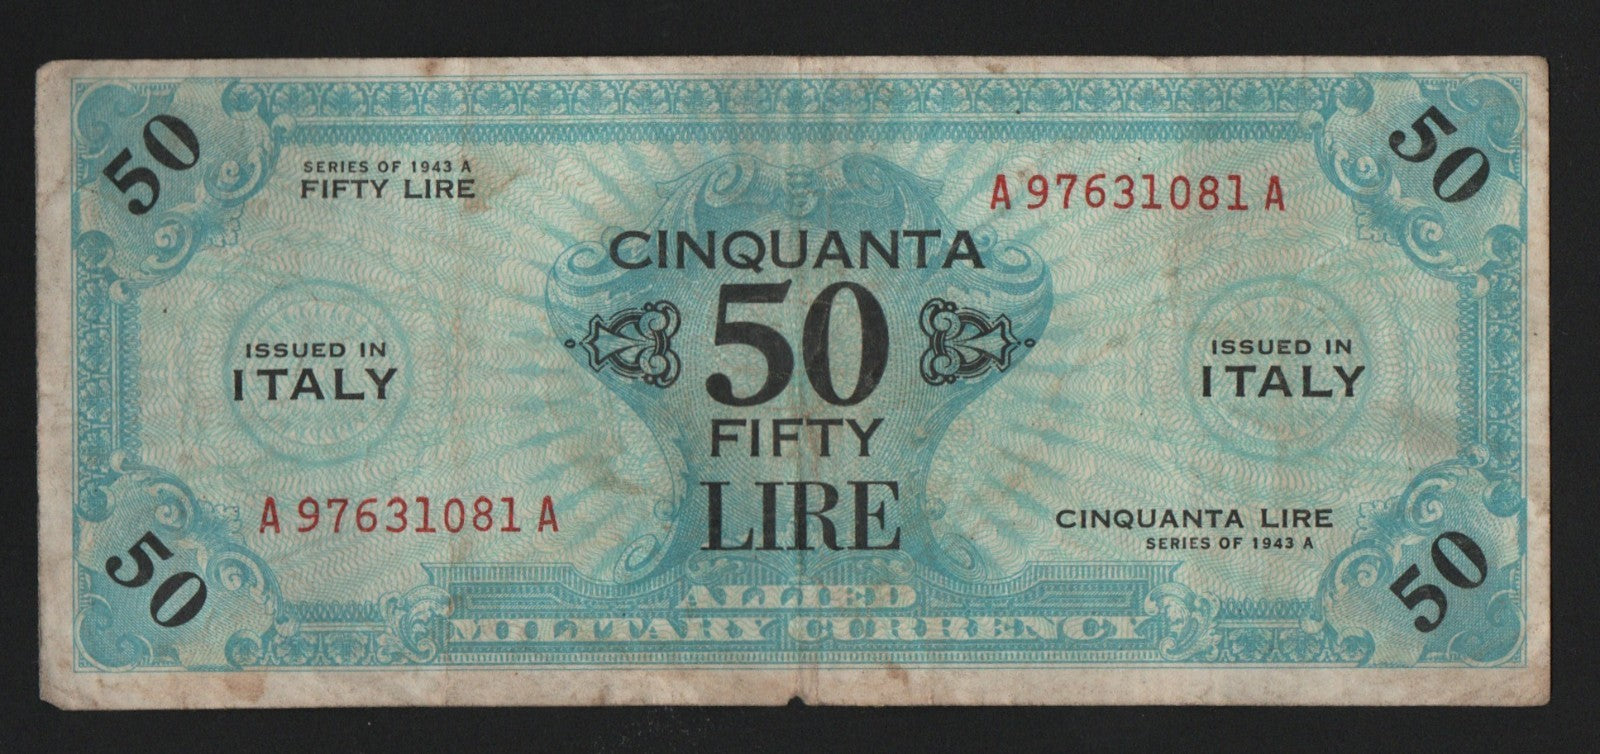 50
50
SERIES OF 1943 A
FIFTY LIRE
A 97631081 A
CINQUANTA
50
FIFTY
LIRE
ISSUED IN
ITALY
ISSUED IN
ITALY
A 97631081 A
CINQUANTA LIRE
SERIES OF 1943 A
50
50
ALLIED
MILITARY CURRENCY